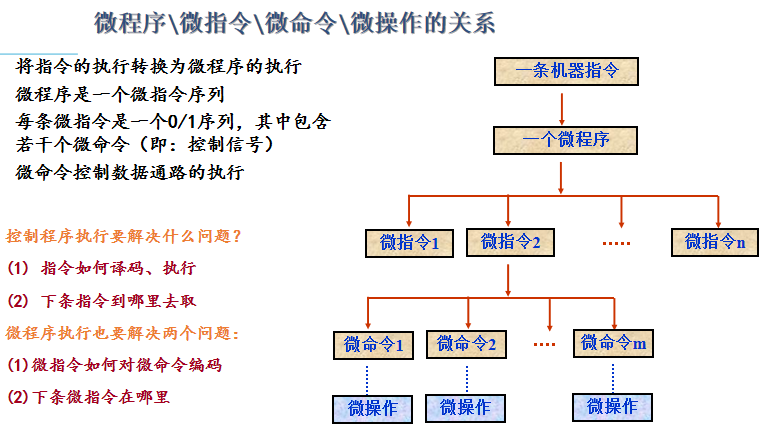 微程序\微指令\微命令\微操作的关系
将指令的执行转换为微程序的执行
微程序是一个微指令序列
每条微指令是一个0/1序列，其中包含
若干个微命令（即：控制信号）
微命令控制数据通路的执行
控制程序执行要解决什么问题？
(1) 指令如何译码、执行
(2) 下条指令到哪里去取
微程序执行也要解决两个问题：
(1)微指令如何对微命令编码
(2)下条微指令在哪里
一条机器指令
一个微程序
微指令1 微指令2 ····· 微指令n
微命令1 微命令2 ···· 微命令m
微操作 微操作 微操作